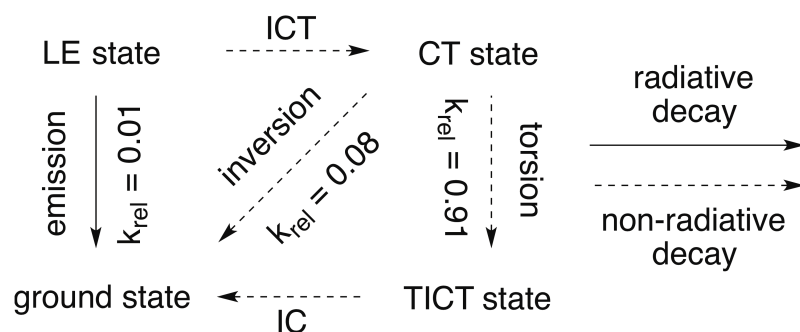 LE state
ICT
CT state
emission
k_rel = 0.01
inversion
k_rel = 0.08
k_rel = 0.91
torsion
radiative
decay
non-radiative
decay
ground state
IC
TICT state